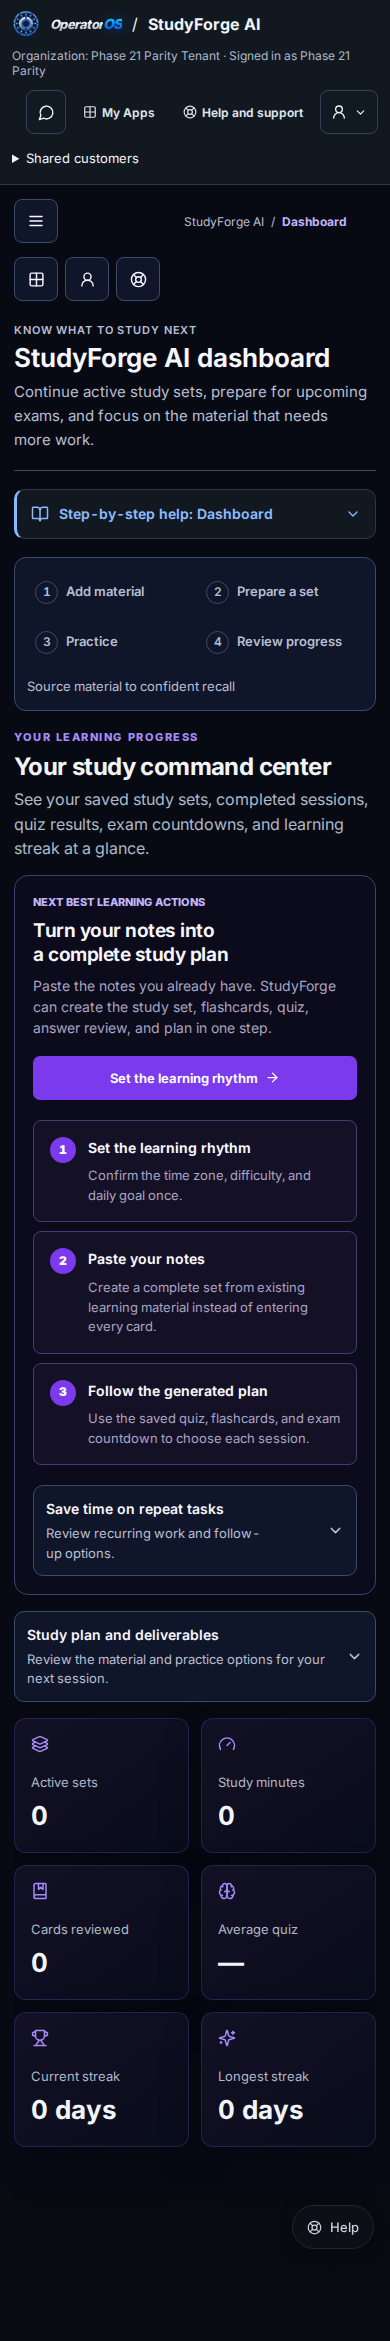 OperatorOS / StudyForge AI
Organization: Phase 21 Parity Tenant · Signed in as Phase 21
Parity
My Apps Help and support
Shared customers
StudyForge AI / Dashboard
KNOW WHAT TO STUDY NEXT
StudyForge AI dashboard
Continue active study sets, prepare for upcoming
exams, and focus on the material that needs
more work.
Step-by-step help: Dashboard
1 Add material 2 Prepare a set
3 Practice 4 Review progress
Source material to confident recall
YOUR LEARNING PROGRESS
Your study command center
See your saved study sets, completed sessions,
quiz results, exam countdowns, and learning
streak at a glance.
NEXT BEST LEARNING ACTIONS
Turn your notes into
a complete study plan
Paste the notes you already have. StudyForge
can create the study set, flashcards, quiz,
answer review, and plan in one step.
Set the learning rhythm
1 Set the learning rhythm
Confirm the time zone, difficulty, and
daily goal once.
2 Paste your notes
Create a complete set from existing
learning material instead of entering
every card.
3 Follow the generated plan
Use the saved quiz, flashcards, and exam
countdown to choose each session.
Save time on repeat tasks
Review recurring work and follow-
up options.
Study plan and deliverables
Review the material and practice options for your
next session.
Active sets Study minutes
0 0
Cards reviewed Average quiz
0 —
Current streak Longest streak
0 days 0 days
Help